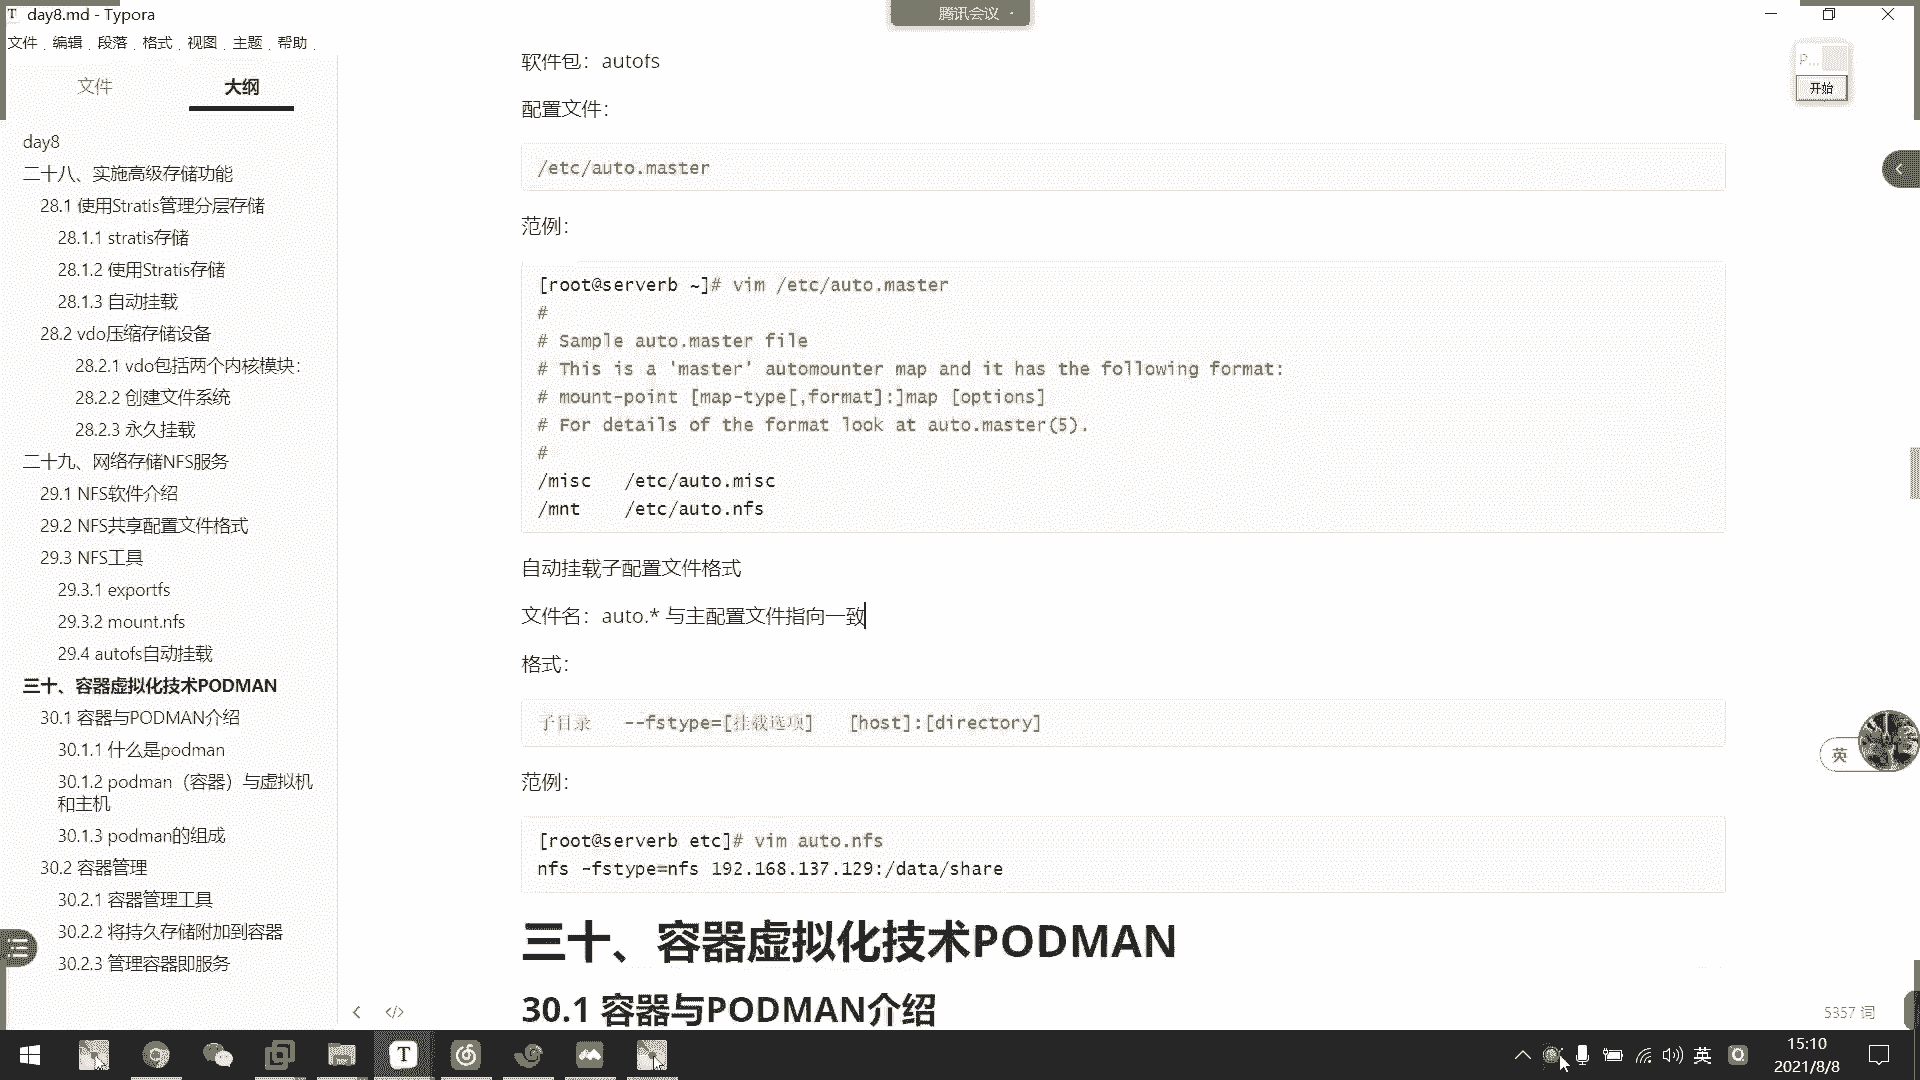 day8.md - Typora
腾讯会议
文件 编辑 段落 格式 视图 主题 帮助
文件 大纲
day8
二十八、实施高级存储功能
28.1 使用Stratis管理分层存储
28.1.1 stratis存储
28.1.2 使用Stratis存储
28.1.3 自动挂载
28.2 vdo压缩存储设备
28.2.1 vdo包括两个内核模块：
28.2.2 创建文件系统
28.2.3 永久挂载
二十九、网络存储NFS服务
29.1 NFS软件介绍
29.2 NFS共享配置文件格式
29.3 NFS工具
29.3.1 exportfs
29.3.2 mount.nfs
29.4 autofs自动挂载
三十、容器虚拟化技术PODMAN
30.1 容器与PODMAN介绍
30.1.1 什么是podman
30.1.2 podman（容器）与虚拟机
和主机
30.1.3 podman的组成
30.2 容器管理
30.2.1 容器管理工具
30.2.2 将持久存储附加到容器
30.2.3 管理容器即服务
软件包：autofs
配置文件：
/etc/auto.master
范例：
[root@serverb ~]# vim /etc/auto.master
#
# Sample auto.master file
# This is a 'master' automounter map and it has the following format:
# mount-point [map-type[,format]:]map [options]
# For details of the format look at auto.master(5).
#
/misc /etc/auto.misc
/mnt /etc/auto.nfs
自动挂载子配置文件格式
文件名：auto.* 与主配置文件指向一致
格式：
子目录 --fstype=[挂载选项] [host]:[directory]
范例：
[root@serverb etc]# vim auto.nfs
nfs -fstype=nfs 192.168.137.129:/data/share
三十、容器虚拟化技术PODMAN
30.1 容器与PODMAN介绍
P...
开始
英
5357 词
英
15:10
2021/8/8